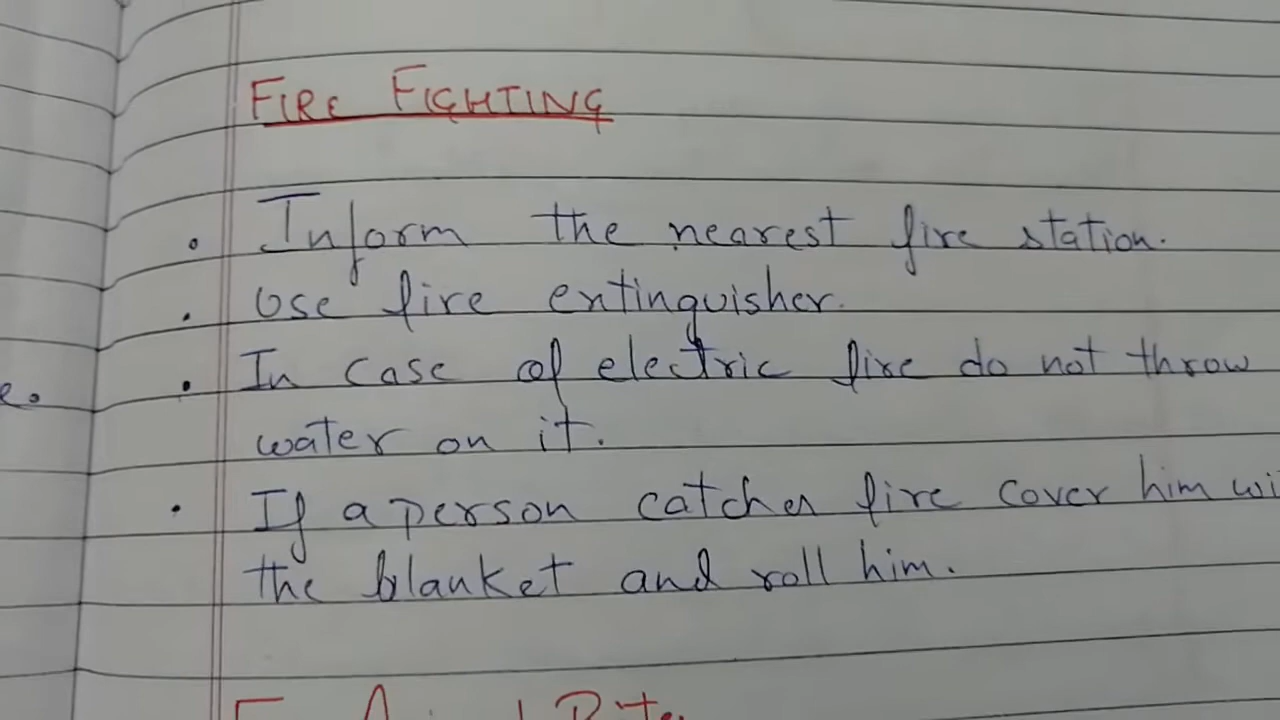 FIRE FIGHTING
• Inform the nearest fire station.
• Use fire extinguisher.
• In case of electric fire do not throw
water on it.
• If a person catches fire cover him wi
the blanket and roll him.